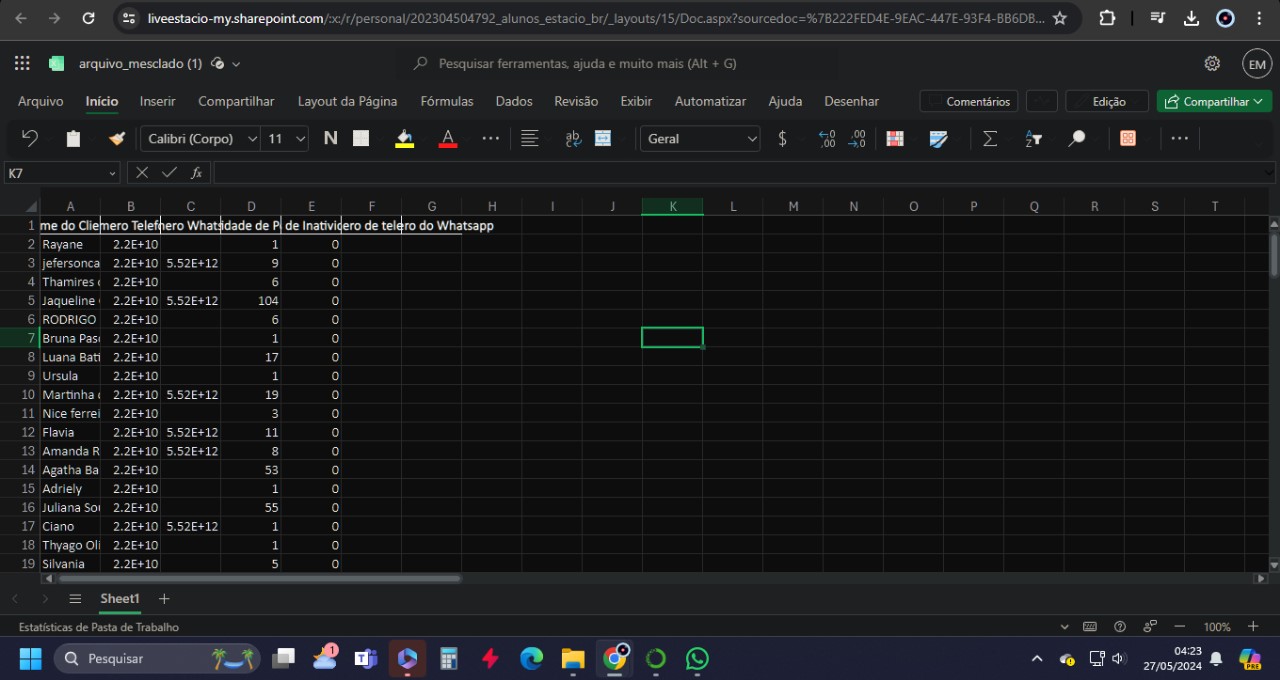 liveestacio-my.sharepoint.com/:x:/r/personal/202304504792_alunos_estacio_br/_layouts/15/Doc.aspx?sourcedoc=%7B222FED4E-9EAC-447E-93F4-BB6DB...
arquivo_mesclado (1)
Pesquisar ferramentas, ajuda e muito mais (Alt + G)
EM
Arquivo Início Inserir Compartilhar Layout da Página Fórmulas Dados Revisão Exibir Automatizar Ajuda Desenhar Comentários Edição Compartilhar
Calibri (Corpo) 11 N A Geral $
K7 fx
A B C D E F G H I J K L M N O P Q R S T
1 me do Clie mero Telef nero Whats idade de P de Inativid ero de tele ro do Whatsapp
2 Rayane 2.2E+10 1 0
3 jefersonca 2.2E+10 5.52E+12 9 0
4 Thamires 2.2E+10 6 0
5 Jaqueline 2.2E+10 5.52E+12 104 0
6 RODRIGO 2.2E+10 6 0
7 Bruna Pas 2.2E+10 1 0
8 Luana Bati 2.2E+10 17 0
9 Ursula 2.2E+10 1 0
10 Martinha 2.2E+10 5.52E+12 19 0
11 Nice ferrei 2.2E+10 3 0
12 Flavia 2.2E+10 5.52E+12 11 0
13 Amanda R 2.2E+10 5.52E+12 8 0
14 Agatha Ba 2.2E+10 53 0
15 Adriely 2.2E+10 1 0
16 Juliana Sou 2.2E+10 55 0
17 Ciano 2.2E+10 5.52E+12 1 0
18 Thyago Oli 2.2E+10 1 0
19 Silvania 2.2E+10 5 0
Sheet1
Estatísticas de Pasta de Trabalho 100%
Pesquisar 1
04:23
27/05/2024
PRE